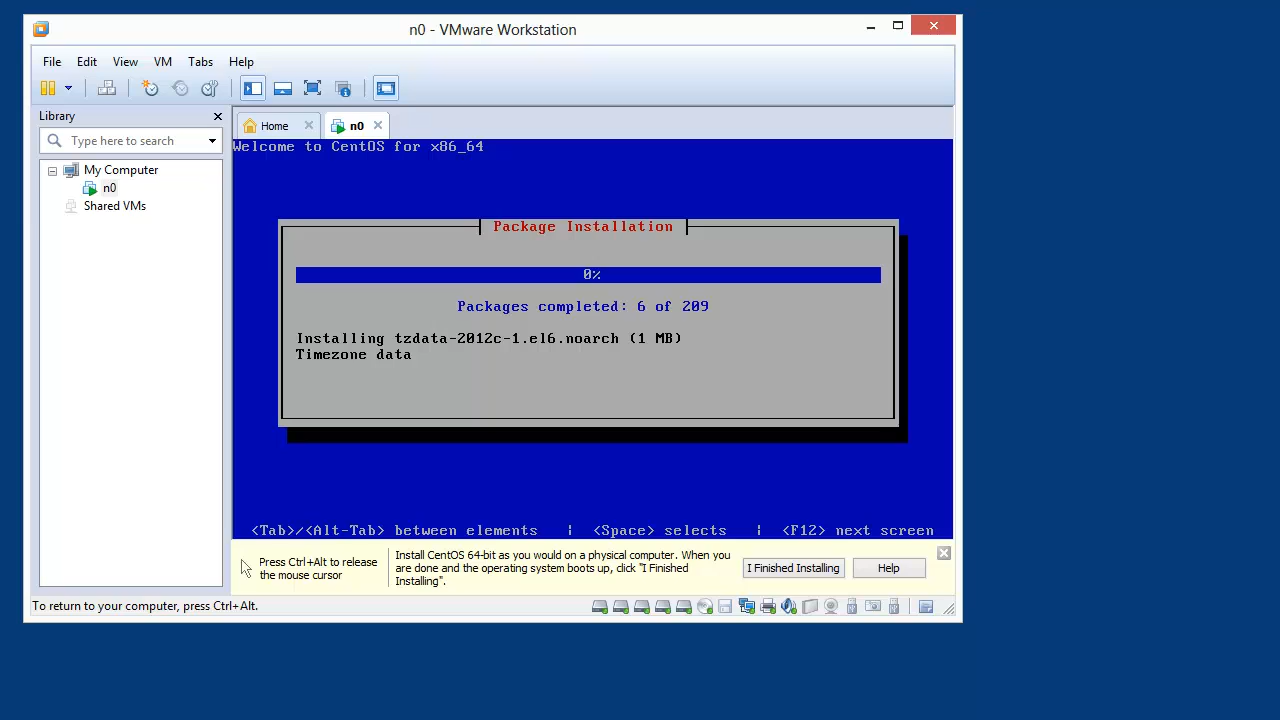 n0 - VMware Workstation
File Edit View VM Tabs Help
Library
Type here to search
My Computer
n0
Shared VMs
Home
n0
Welcome to CentOS for x86_64
Package Installation
0%
Packages completed: 6 of 209
Installing tzdata-2012c-1.el6.noarch (1 MB)
Timezone data
<Tab>/<Alt-Tab> between elements | <Space> selects | <F12> next screen
Press Ctrl+Alt to release
the mouse cursor
Install CentOS 64-bit as you would on a physical computer. When you
are done and the operating system boots up, click "I Finished
Installing".
I Finished Installing
Help
To return to your computer, press Ctrl+Alt.